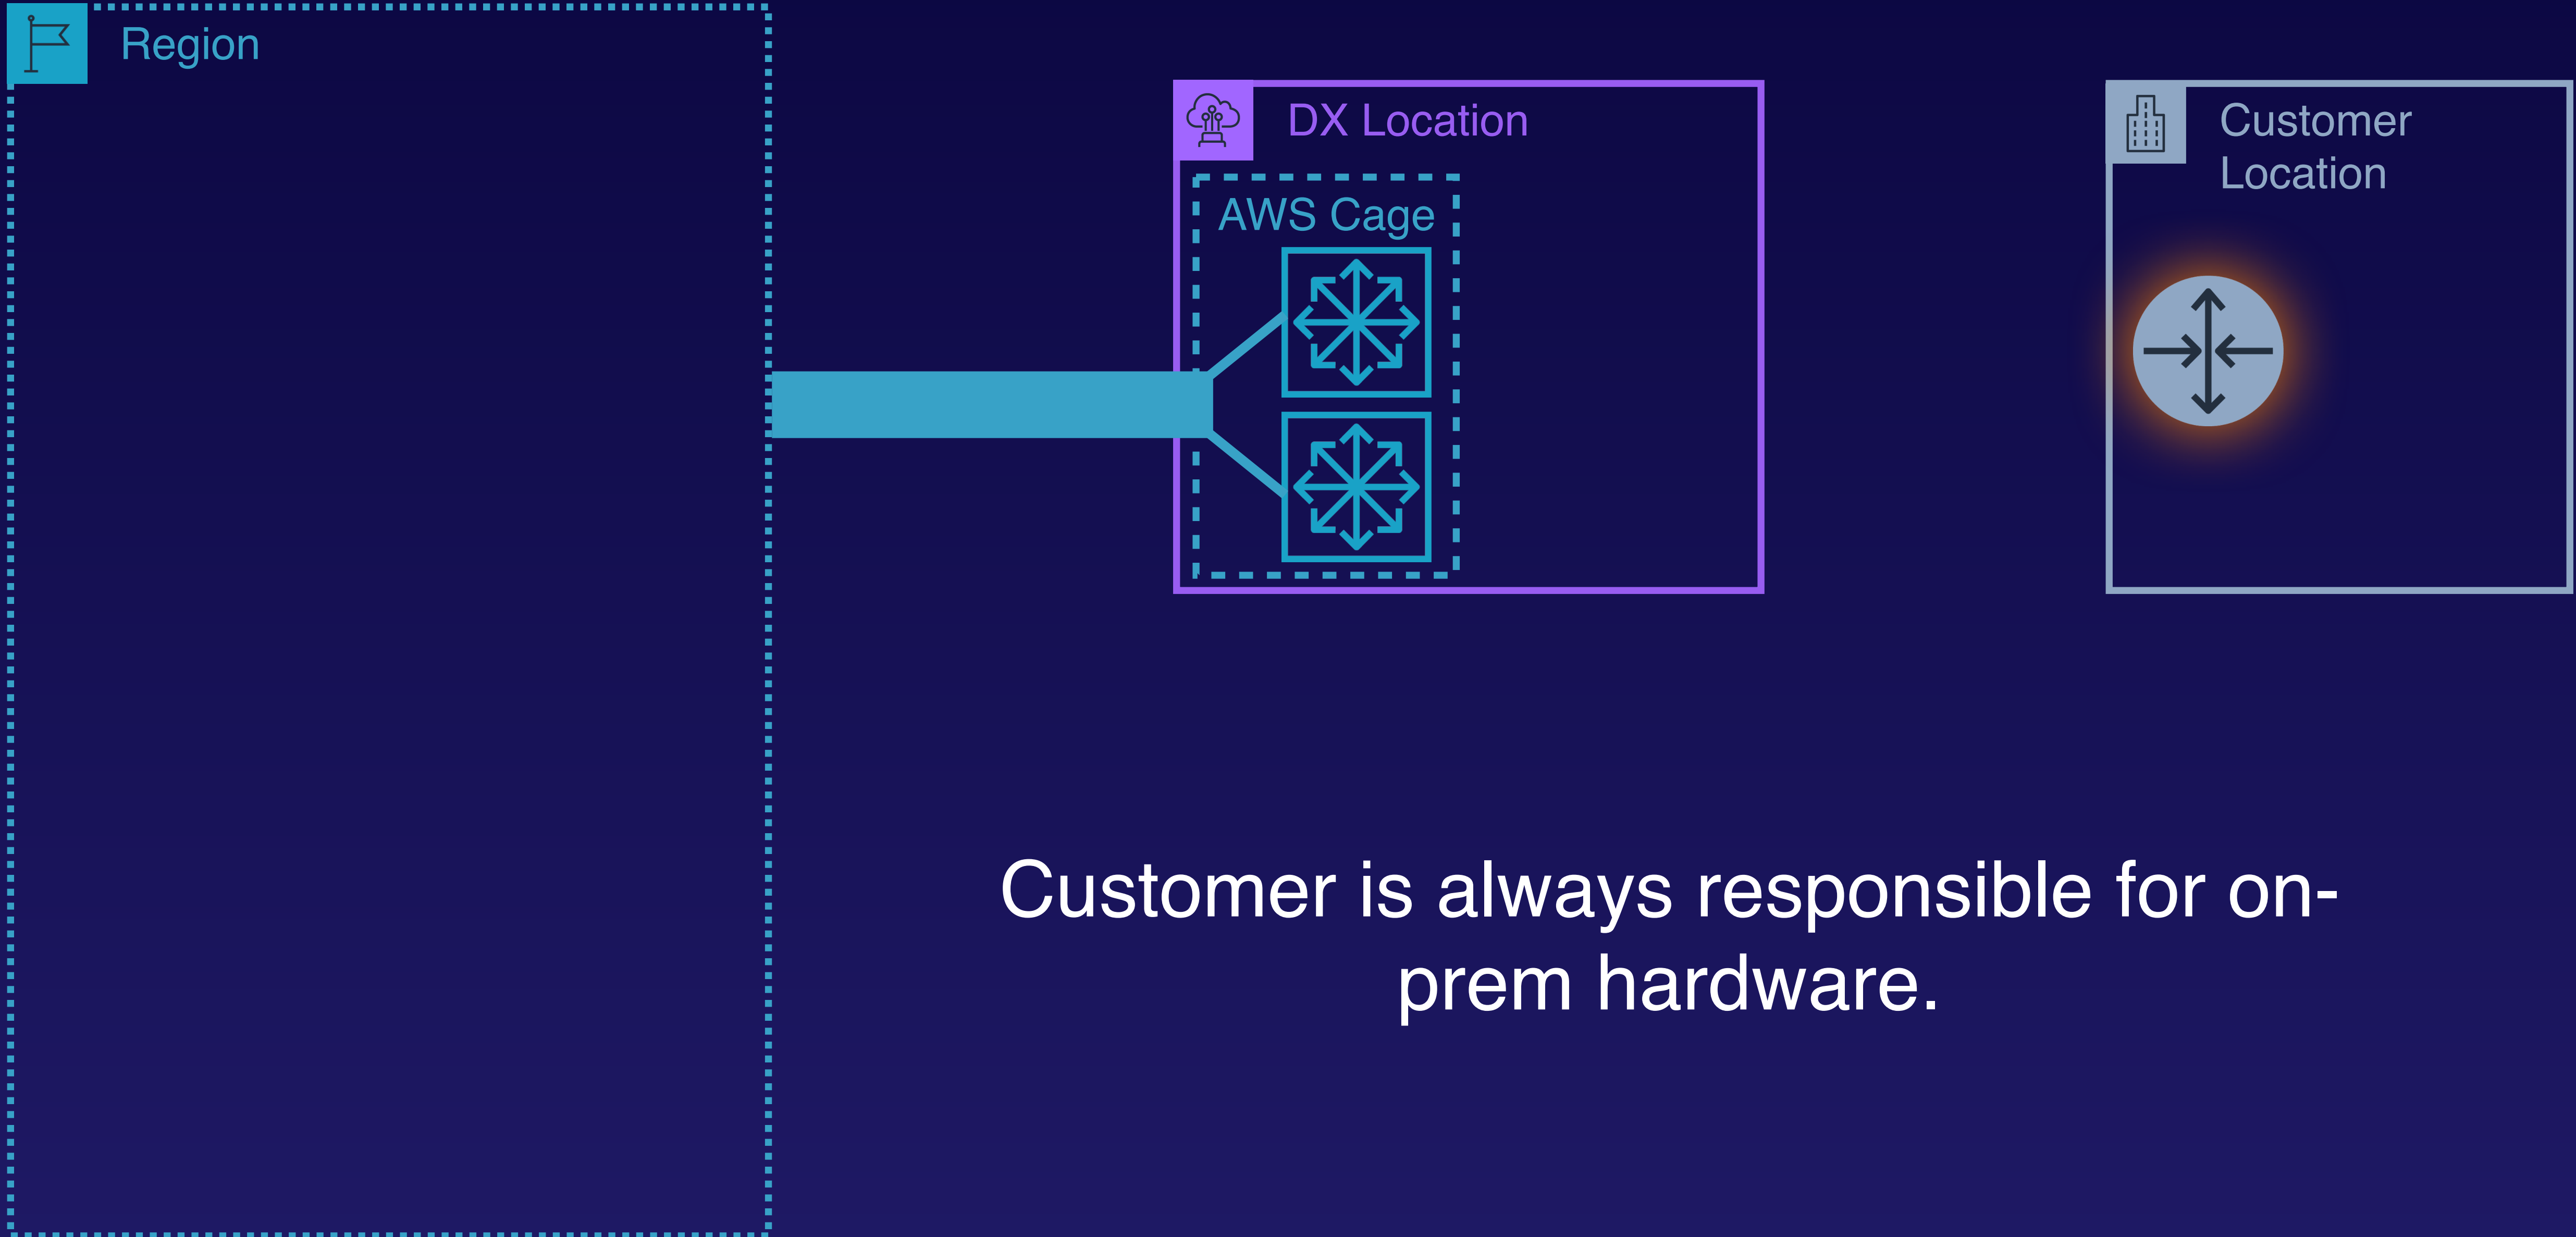 Region
DX Location
AWS Cage
Customer
Location
Customer is always responsible for on-
prem hardware.